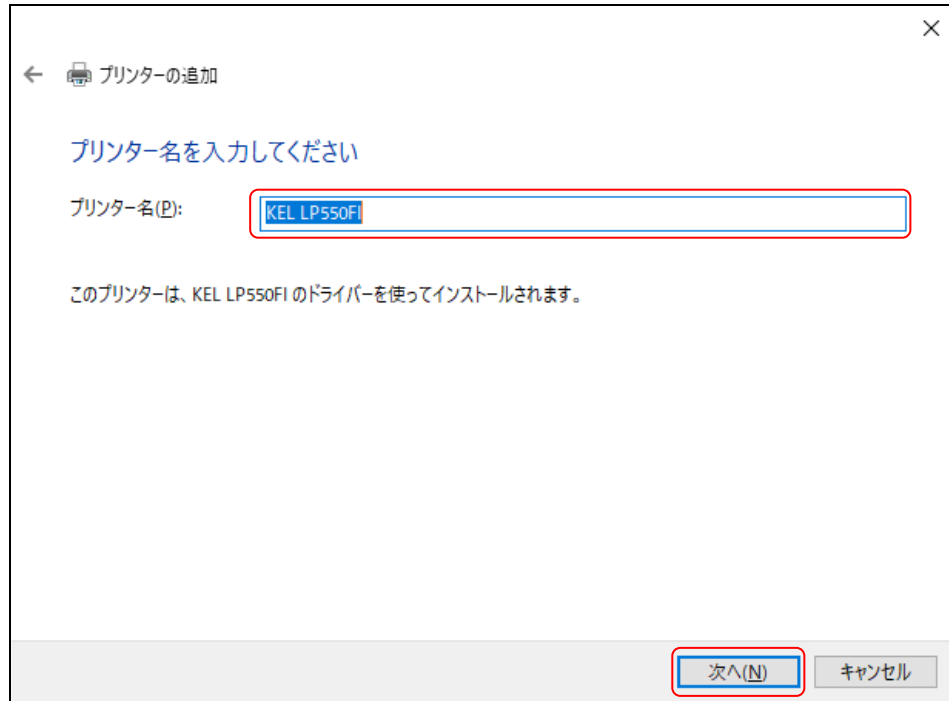 プリンターの追加
プリンター名を入力してください
プリンター名(P): KEL LP550FI
このプリンターは、KEL LP550FI のドライバーを使ってインストールされます。
次へ(N) キャンセル